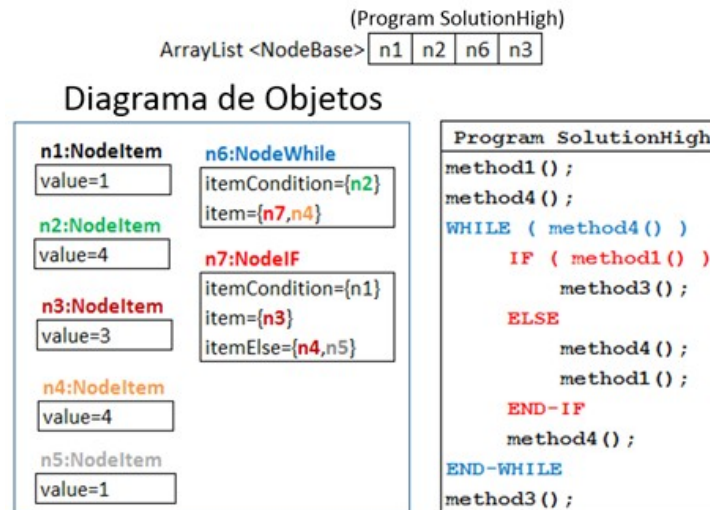 (Program SolutionHigh)
ArrayList <NodeBase> n1 n2 n6 n3
Diagrama de Objetos
n1:NodeItem
value=1
n2:NodeItem
value=4
n3:NodeItem
value=3
n4:NodeItem
value=4
n5:NodeItem
value=1
n6:NodeWhile
itemCondition={n2}
item={n7,n4}
n7:NodeIF
itemCondition={n1}
item={n3}
itemElse={n4,n5}
Program SolutionHigh
method1();
method4();
WHILE ( method4() )
IF ( method1() )
method3();
ELSE
method4();
method1();
END-IF
method4();
END-WHILE
method3();